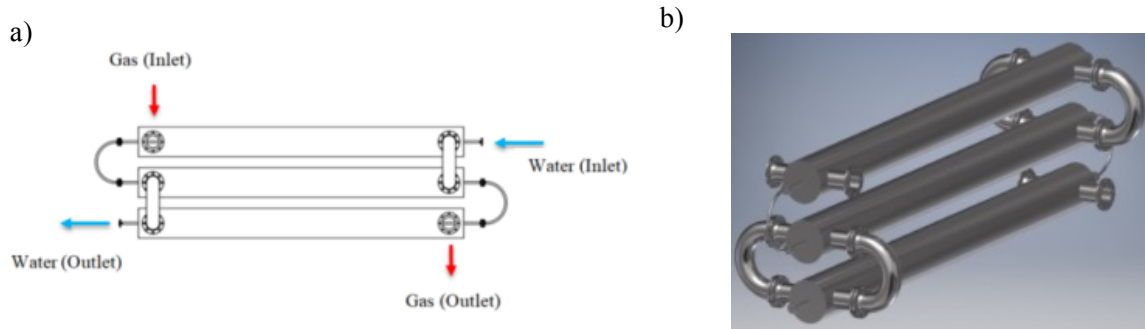 a)
b)
Gas (Inlet)
Water (Inlet)
Water (Outlet)
Gas (Outlet)